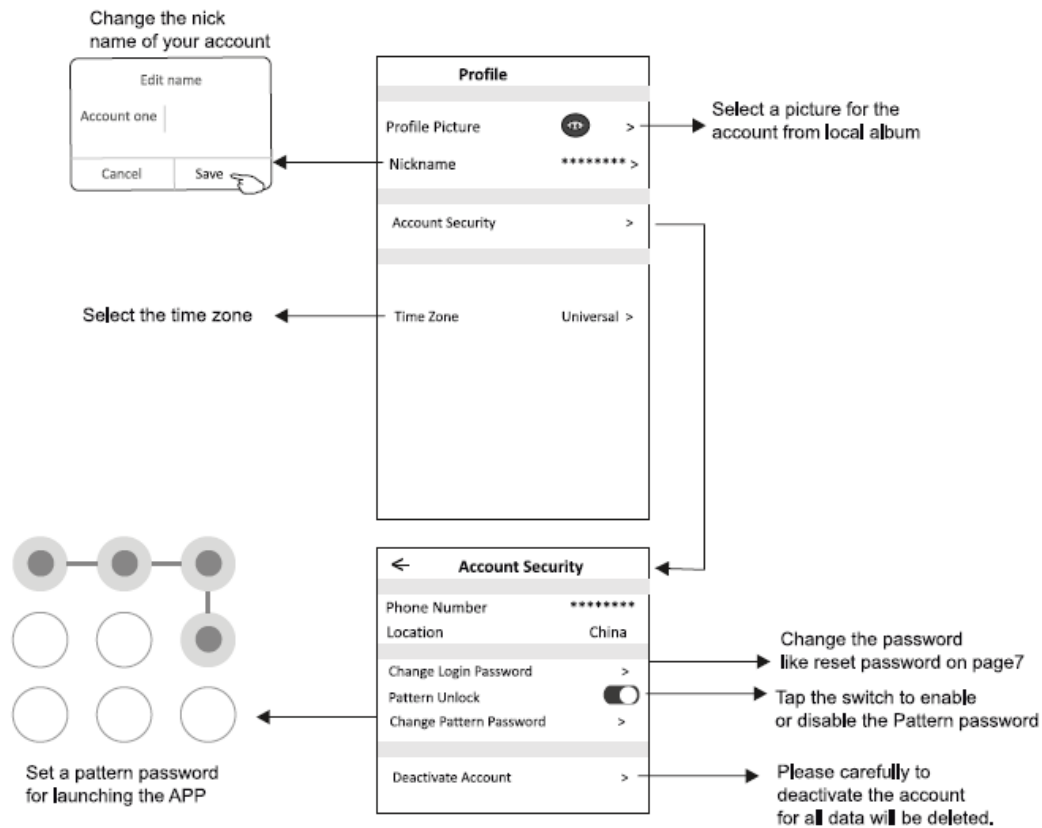 Change the nick
name of your account
Edit name
Account one
Cancel
Save
Profile
Profile Picture >
Nickname ******** >
Account Security >
Time Zone Universal >
Select a picture for the
account from local album
Select the time zone
← Account Security
Phone Number ********
Location China
Change Login Password >
Pattern Unlock
Change Pattern Password >
Deactivate Account >
Change the password
like reset password on page7
Tap the switch to enable
or disable the Pattern password
Please carefully to
deactivate the account
for all data will be deleted.
Set a pattern password
for launching the APP